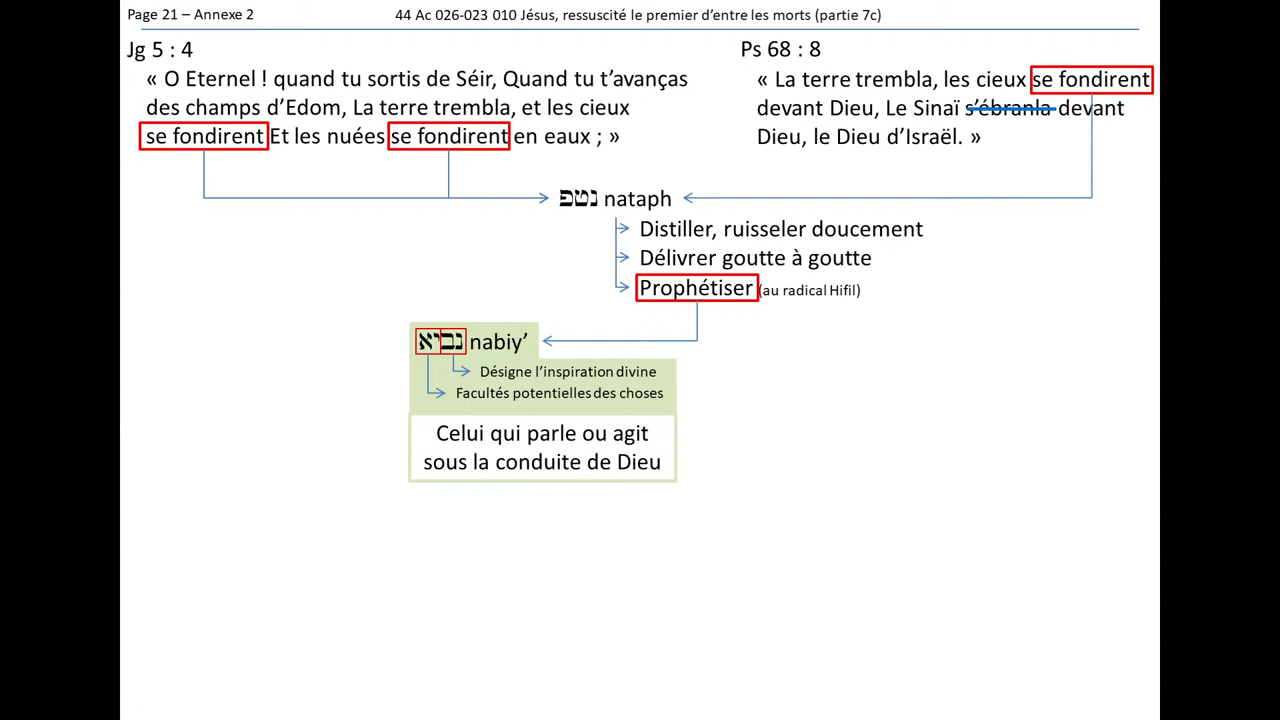 Page 21 – Annexe 2
44 Ac 026-023 010 Jésus, ressuscité le premier d’entre les morts (partie 7c)
Jg 5 : 4
« O Eternel ! quand tu sortis de Séir, Quand tu t’avanças
des champs d’Edom, La terre trembla, et les cieux
se fondirent Et les nuées se fondirent en eaux ; »
Ps 68 : 8
« La terre trembla, les cieux se fondirent
devant Dieu, Le Sinaï s’ébranla devant
Dieu, le Dieu d’Israël. »
נטפ nataph
Distiller, ruisseler doucement
Délivrer goutte à goutte
Prophétiser (au radical Hifil)
נביא nabiy’
Désigne l’inspiration divine
Facultés potentielles des choses
Celui qui parle ou agit
sous la conduite de Dieu